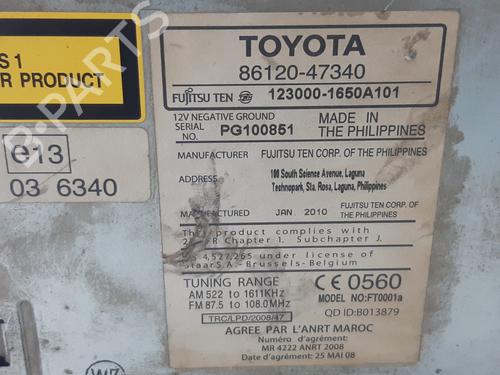 S 1
R PRODUCT
e13
03 6340
TOYOTA
86120-47340
FUJITSU TEN 123000-1650A101
12V NEGATIVE GROUND
SERIAL NO. PG100851
MADE IN THE PHILIPPINES
MANUFACTURER FUJITSU TEN CORP. OF THE PHILIPPINES
ADDRESS 100 South Science Avenue, Laguna
Technopark, Sta. Rosa, Laguna, Philippines
MANUFACTURED JAN. 2010 FUJITSU TEN CORP. OF THE PHILIPPINES
This product complies with
2 R Chapter 1. Subchapter J.
S 4,527,265 under license of
Staar S.A.-Brussels-Belgium
TUNING RANGE
AM 522 to 1611KHz
FM 87.5 to 108.0MHz
TRC/LPD/2008/47
CE 0560
MODEL NO:FT0001a
QD ID:B013879
AGREE PAR L'ANRT MAROC
MR 4222 ANRT 2008
Date d'agrément: 25 MAI 08
B-PARTS